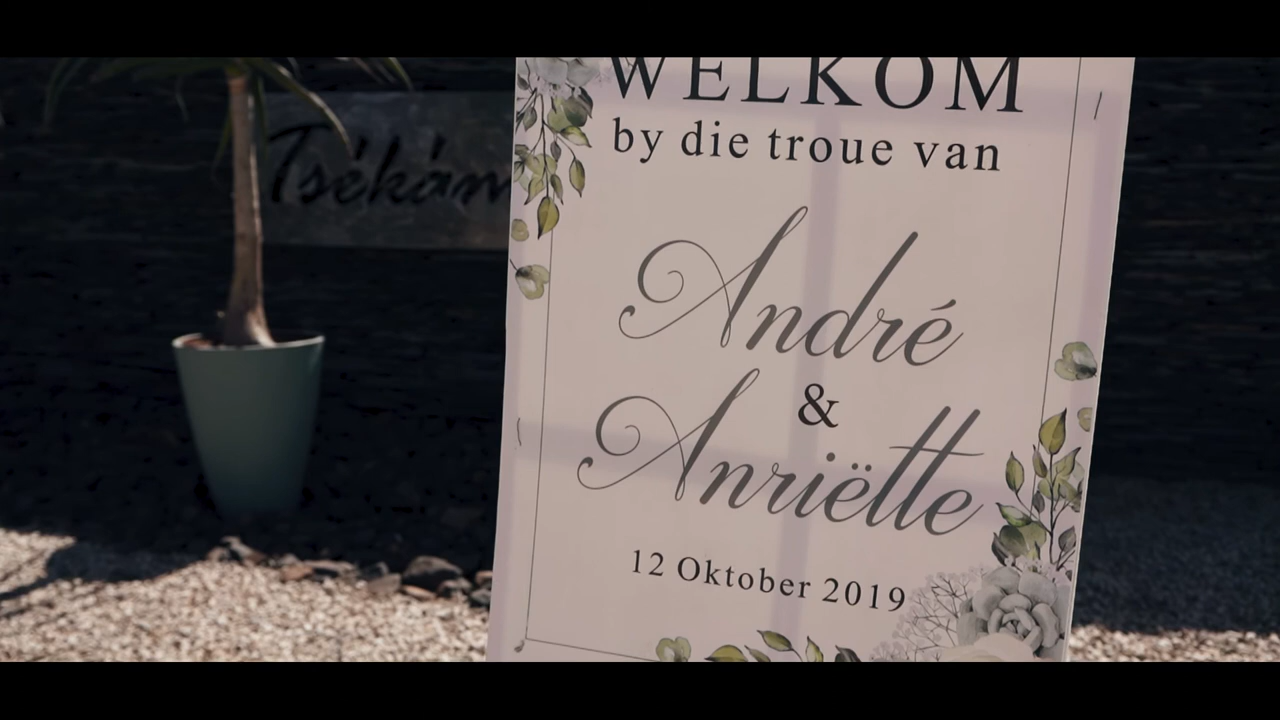 WELKOM
by die troue van
André
&
Anriëtte
12 Oktober 2019